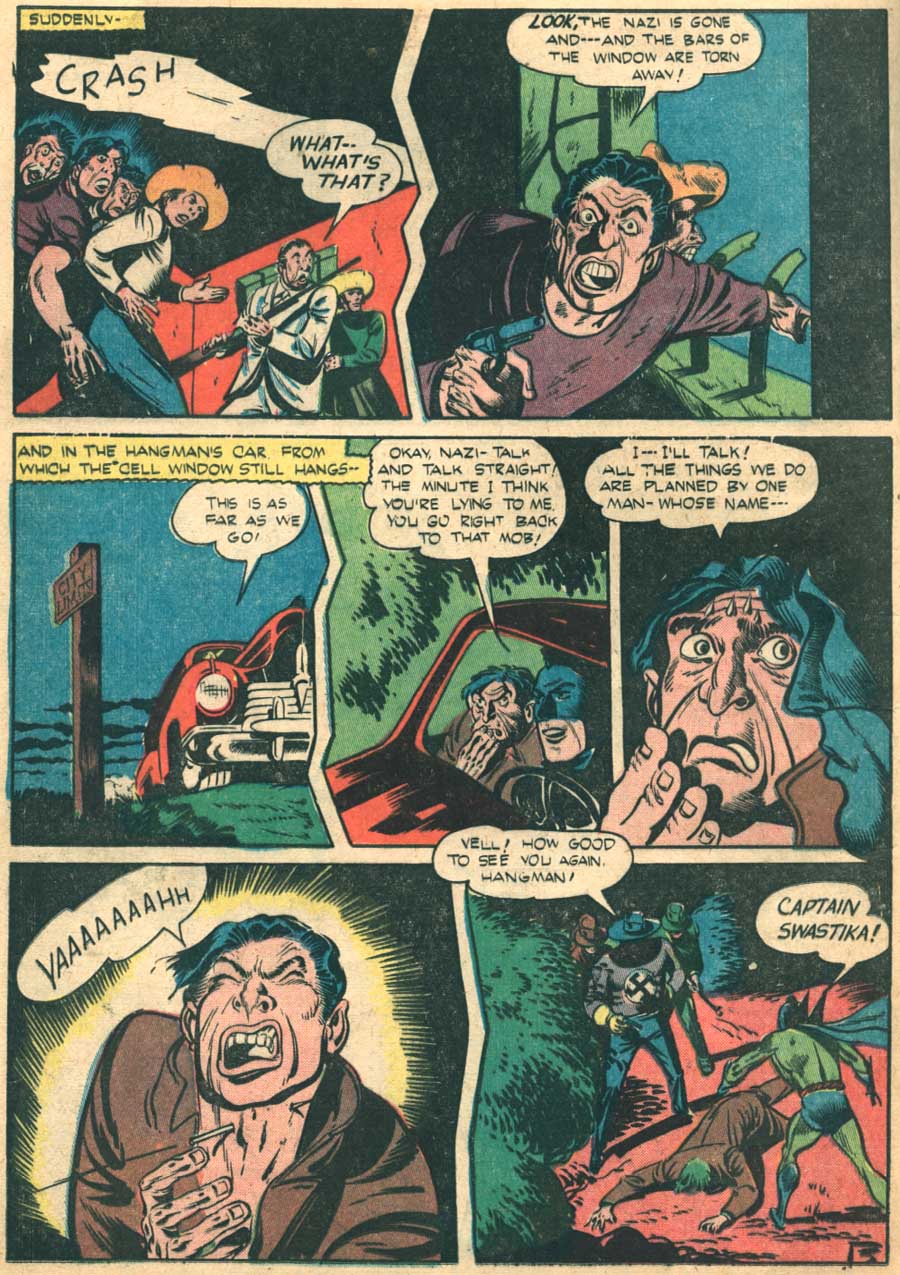 SUDDENLY-
CRASH
WHAT--
WHAT'S
THAT?
LOOK, THE NAZI IS GONE
AND---AND THE BARS OF
THE WINDOW ARE TORN
AWAY!
AND IN THE HANGMAN'S CAR, FROM
WHICH THE CELL WINDOW STILL HANGS--
THIS IS AS
FAR AS WE
GO!
CITY
LIMITS
OKAY, NAZI- TALK
AND TALK STRAIGHT!
THE MINUTE I THINK
YOU'RE LYING TO ME,
YOU GO RIGHT BACK
TO THAT MOB!
I---I'LL TALK!
ALL THE THINGS WE DO
ARE PLANNED BY ONE
MAN- WHOSE NAME---
YAAAAAAAHH
VELL! HOW GOOD
TO SEE YOU AGAIN,
HANGMAN!
CAPTAIN
SWASTIKA!
13